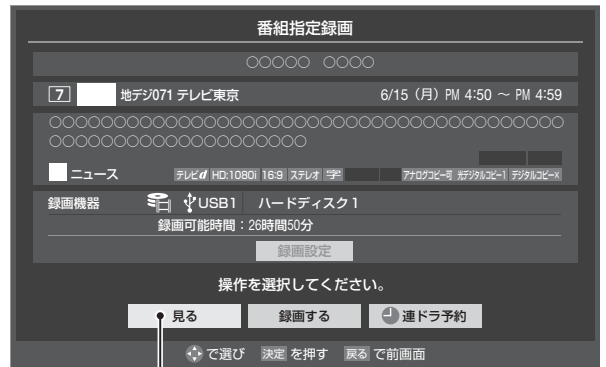 番組指定録画
○○○○○ ○○○○
7 地デジ071 テレビ東京 6/15（月）PM 4:50 ～ PM 4:59
○○○○○○○○○○○○○○○○○○○○○○○○○○○○○○○○○○○○○○○○
○○○○○○○○○○○○○○○○○○○○
ニュース テレビd HD:1080i 16:9 ステレオ 字 アナログコピー可 光デジタルコピー1 デジタルコピー×
録画機器 USB1 ハードディスク1
録画可能時間：26時間50分
録画設定
操作を選択してください。
見る 録画する 連ドラ予約
で選び 決定 を押す 戻る で前画面